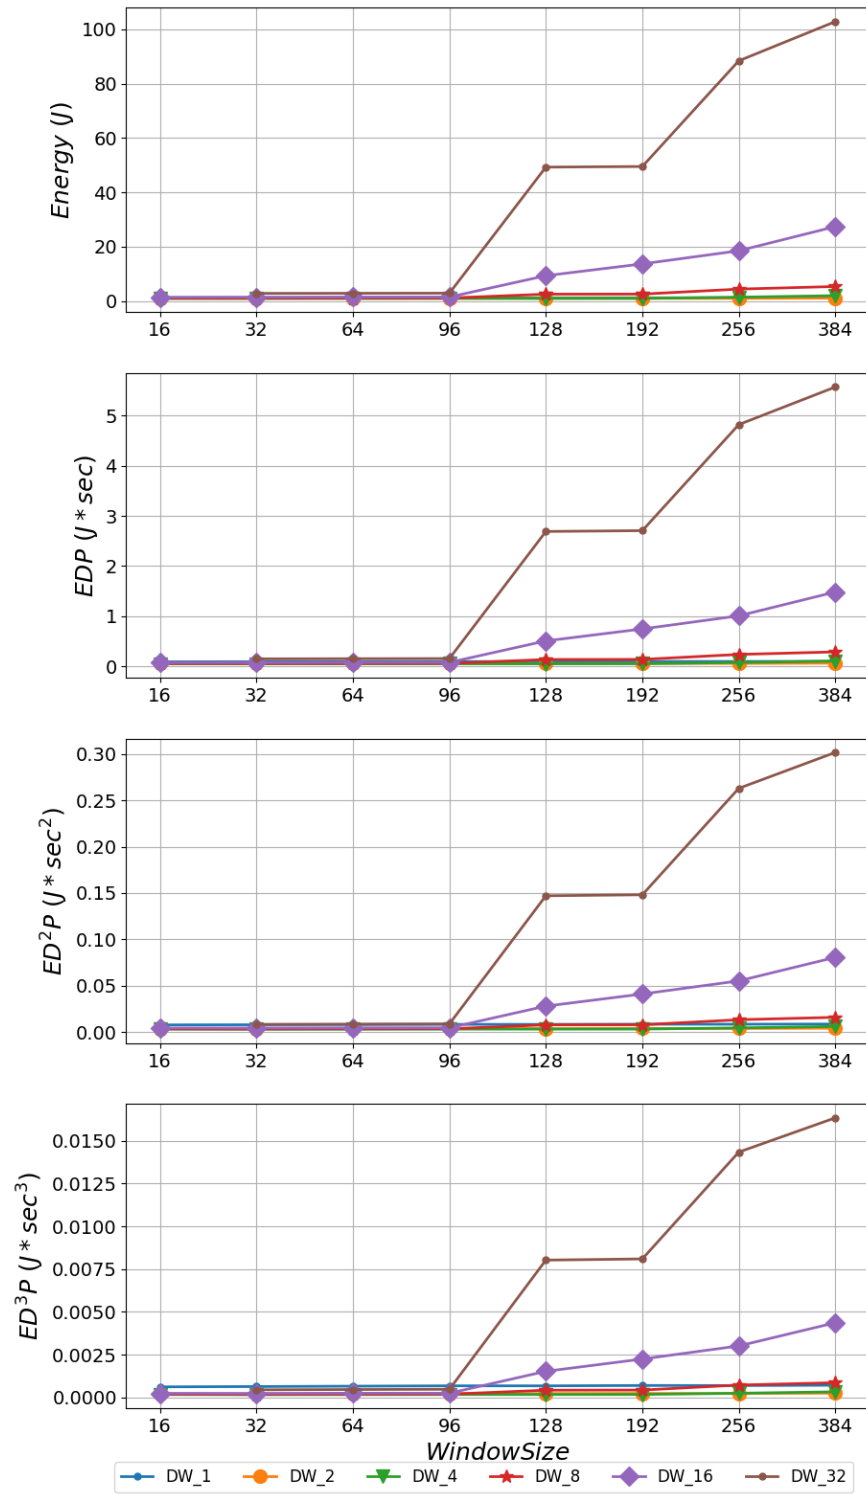 Energy (J)
100
80
60
40
20
0
16 32 64 96 128 192 256 384
EDP (J * sec)
5
4
3
2
1
0
16 32 64 96 128 192 256 384
ED²P (J * sec²)
0.30
0.25
0.20
0.15
0.10
0.05
0.00
16 32 64 96 128 192 256 384
ED³P (J * sec³)
0.0150
0.0125
0.0100
0.0075
0.0050
0.0025
0.0000
16 32 64 96 128 192 256 384
WindowSize
DW_1 DW_2 DW_4 DW_8 DW_16 DW_32